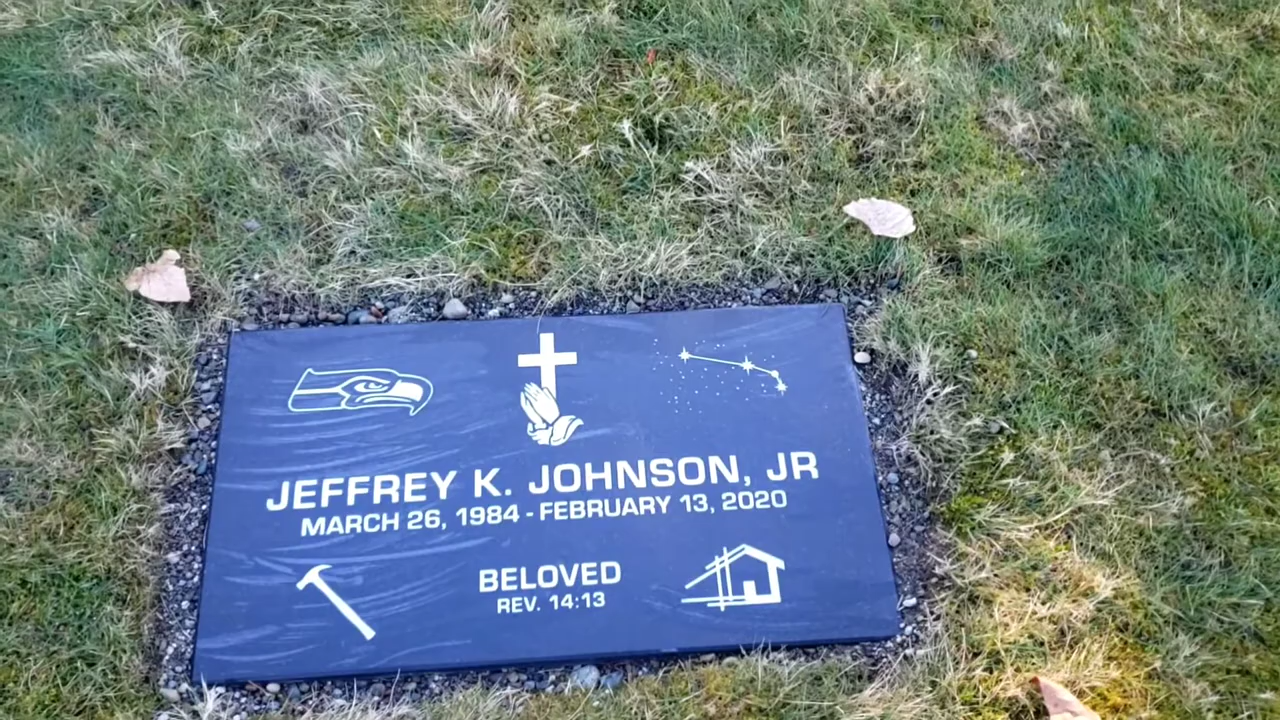 JEFFREY K. JOHNSON, JR
MARCH 26, 1984 - FEBRUARY 13, 2020
BELOVED
REV. 14:13